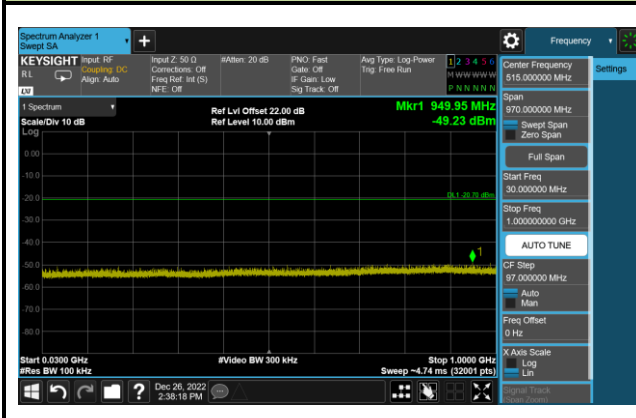 Spectrum Analyzer 1
Swept SA
Frequency
KEYSIGHT
RL
LXI
Input: RF
Coupling: DC
Align: Auto
Input Z: 50 Ω
Corrections: Off
Freq Ref: Int (S)
NFE: Off
#Atten: 20 dB
PNO: Fast
Gate: Off
IF Gain: Low
Sig Track: Off
Avg Type: Log-Power
Trig: Free Run
1 2 3 4 5 6
M W W W W W
P N N N N N
Center Frequency
515.000000 MHz
Settings
1 Spectrum
Scale/Div 10 dB
Log
Ref Lvl Offset 22.00 dB
Ref Level 10.00 dBm
Mkr1 949.95 MHz
-49.23 dBm
Span
970.000000 MHz
Swept Span
Zero Span
Full Span
Start Freq
30.000000 MHz
Stop Freq
1.000000000 GHz
AUTO TUNE
CF Step
97.000000 MHz
Auto
Man
Freq Offset
0 Hz
X Axis Scale
Log
Lin
Signal Track
(Span Zoom)
0.00
-10.0
-20.0
-30.0
-40.0
-50.0
-60.0
-70.0
-80.0
DL1 -20.70 dBm
1
Start 0.0300 GHz
#Res BW 100 kHz
#Video BW 300 kHz
Stop 1.0000 GHz
Sweep ~4.74 ms (32001 pts)
?
Dec 26, 2022
2:38:18 PM